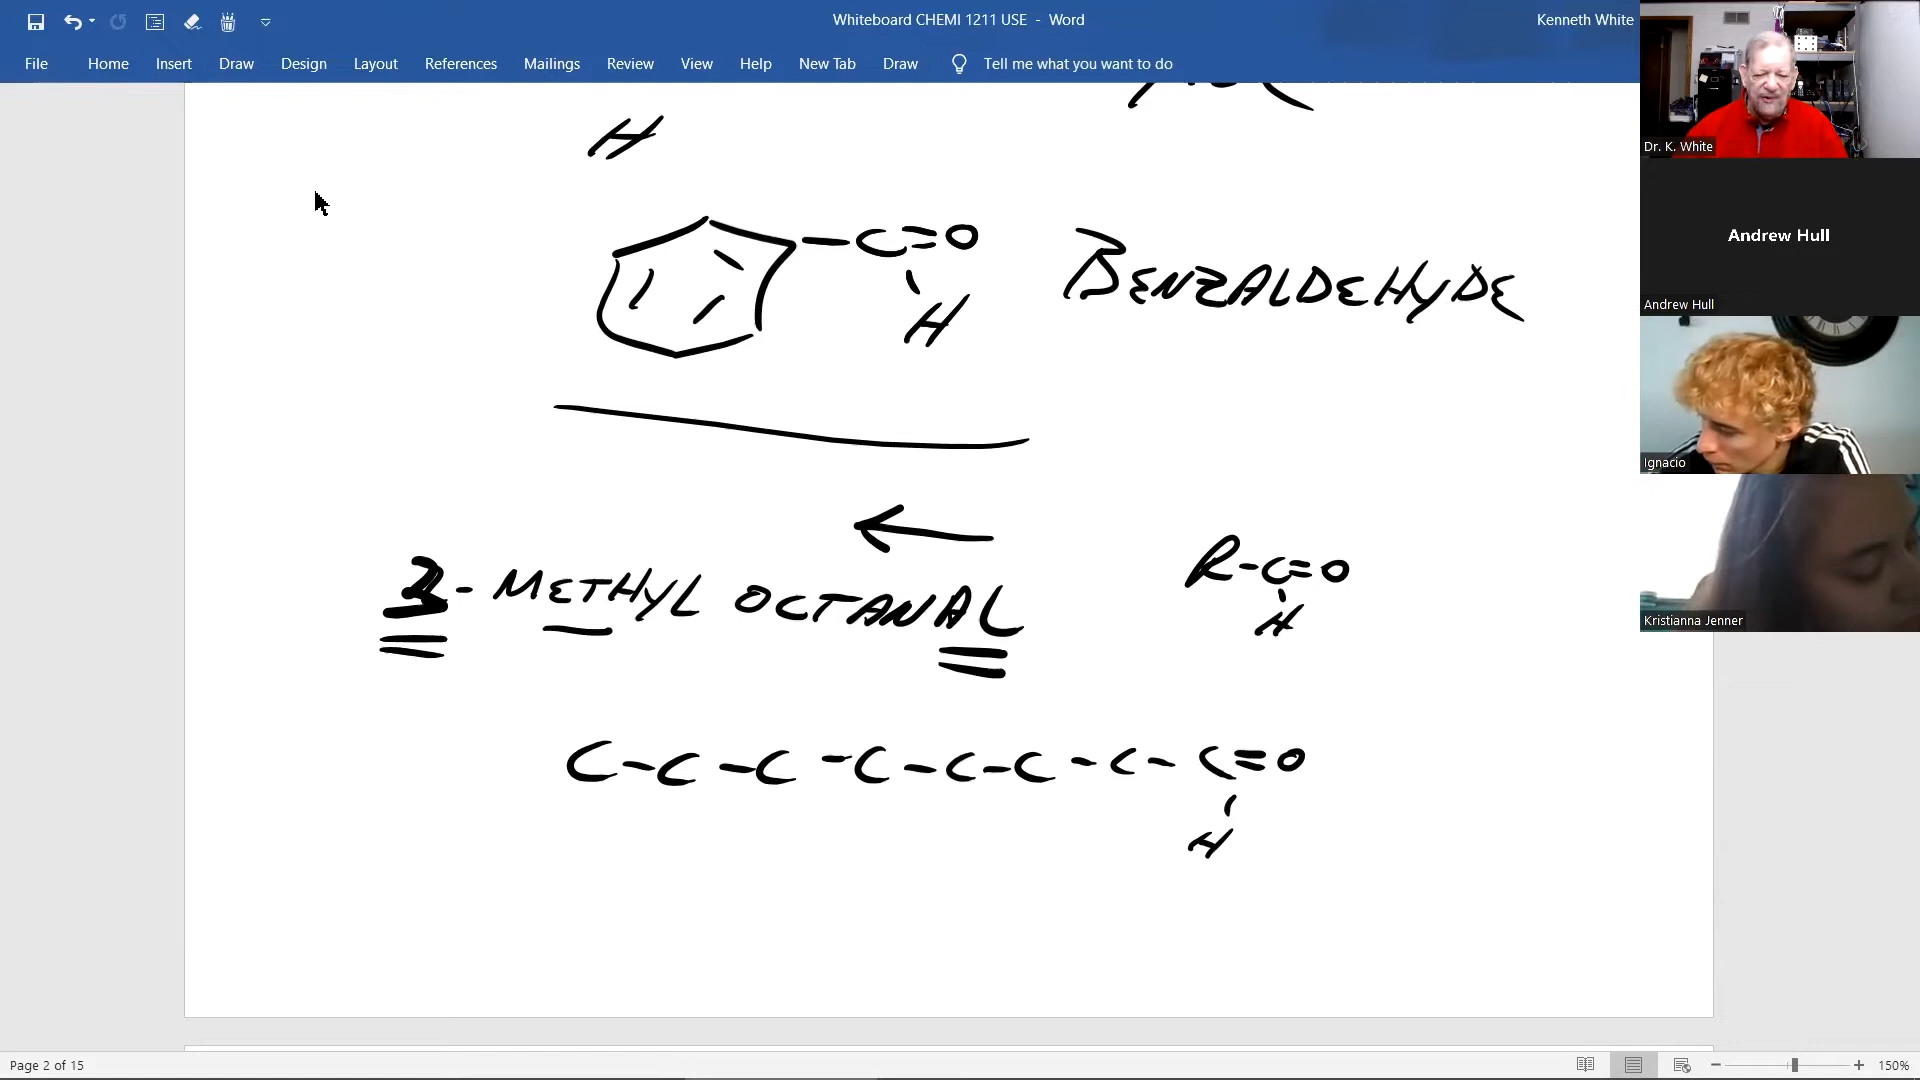 Whiteboard CHEMI 1211 USE - Word
Kenneth White
File Home Insert Draw Design Layout References Mailings Review View Help New Tab Draw Tell me what you want to do
Dr. K. White
Andrew Hull
Andrew Hull
Ignacio
Kristianna Jenner
H
-C=O
H
BENZALDEHYDE
METHYL OCTANAL
R-C=O
H
C-C-C-C-C-C-C-C=O
H
Page 2 of 15
150%